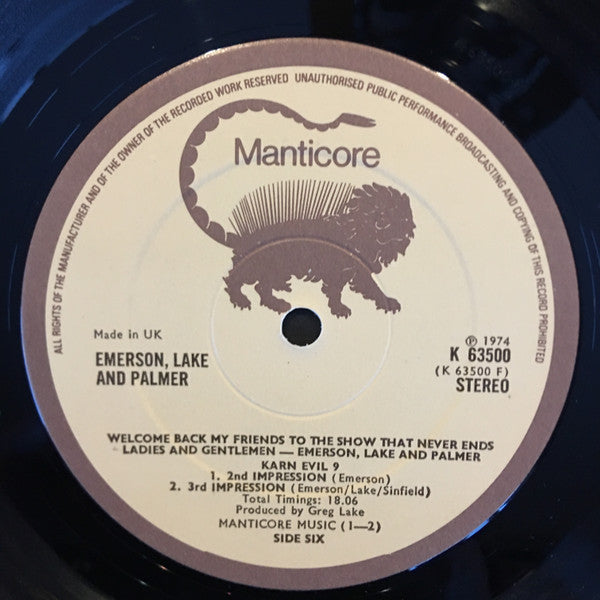 ALL RIGHTS OF THE MANUFACTURER AND OF THE OWNER OF THE RECORDED WORK RESERVED UNAUTHORISED PUBLIC PERFORMANCE BROADCASTING AND COPYING OF THIS RECORD PROHIBITED
Manticore
Made in UK
EMERSON, LAKE
AND PALMER
℗ 1974
K 63500
(K 63500 F)
STEREO
WELCOME BACK MY FRIENDS TO THE SHOW THAT NEVER ENDS
LADIES AND GENTLEMEN — EMERSON, LAKE AND PALMER
KARN EVIL 9
1. 2nd IMPRESSION (Emerson)
2. 3rd IMPRESSION (Emerson/Lake/Sinfield)
Total Timings: 18.06
Produced by Greg Lake
MANTICORE MUSIC (1—2)
SIDE SIX